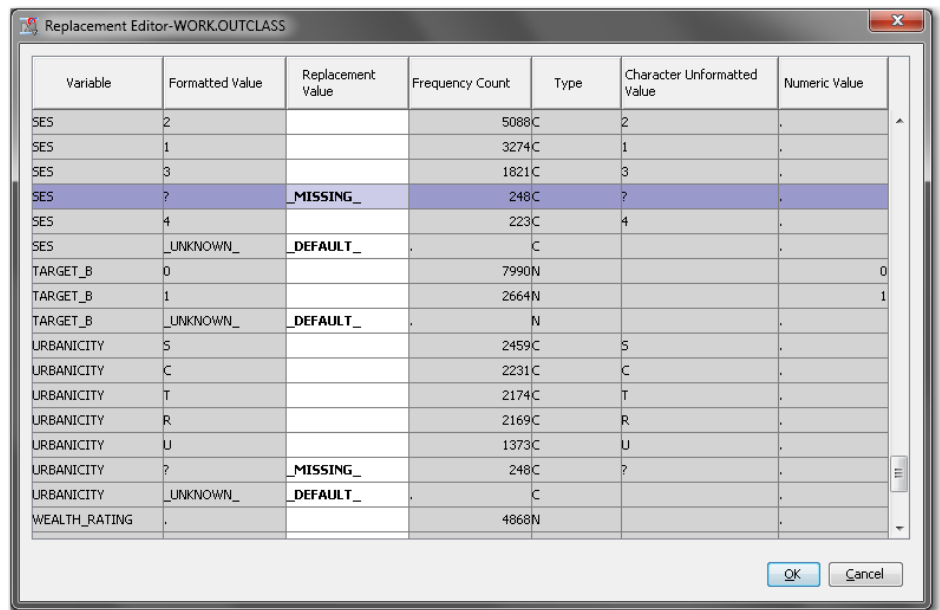 Replacement Editor-WORK.OUTCLASS
Variable Formatted Value Replacement Value Frequency Count Type Character Unformatted Value Numeric Value
SES 2 5088 C 2 .
SES 1 3274 C 1 .
SES 3 1821 C 3 .
SES ? _MISSING_ 248 C ? .
SES 4 223 C 4 .
SES _UNKNOWN_ _DEFAULT_ . C .
TARGET_B 0 7990 N 0
TARGET_B 1 2664 N 1
TARGET_B _UNKNOWN_ _DEFAULT_ . N .
URBANICITY S 2459 C S .
URBANICITY C 2231 C C .
URBANICITY T 2174 C T .
URBANICITY R 2169 C R .
URBANICITY U 1373 C U .
URBANICITY ? _MISSING_ 248 C ? .
URBANICITY _UNKNOWN_ _DEFAULT_ . C .
WEALTH_RATING . 4868 N .
OK Cancel